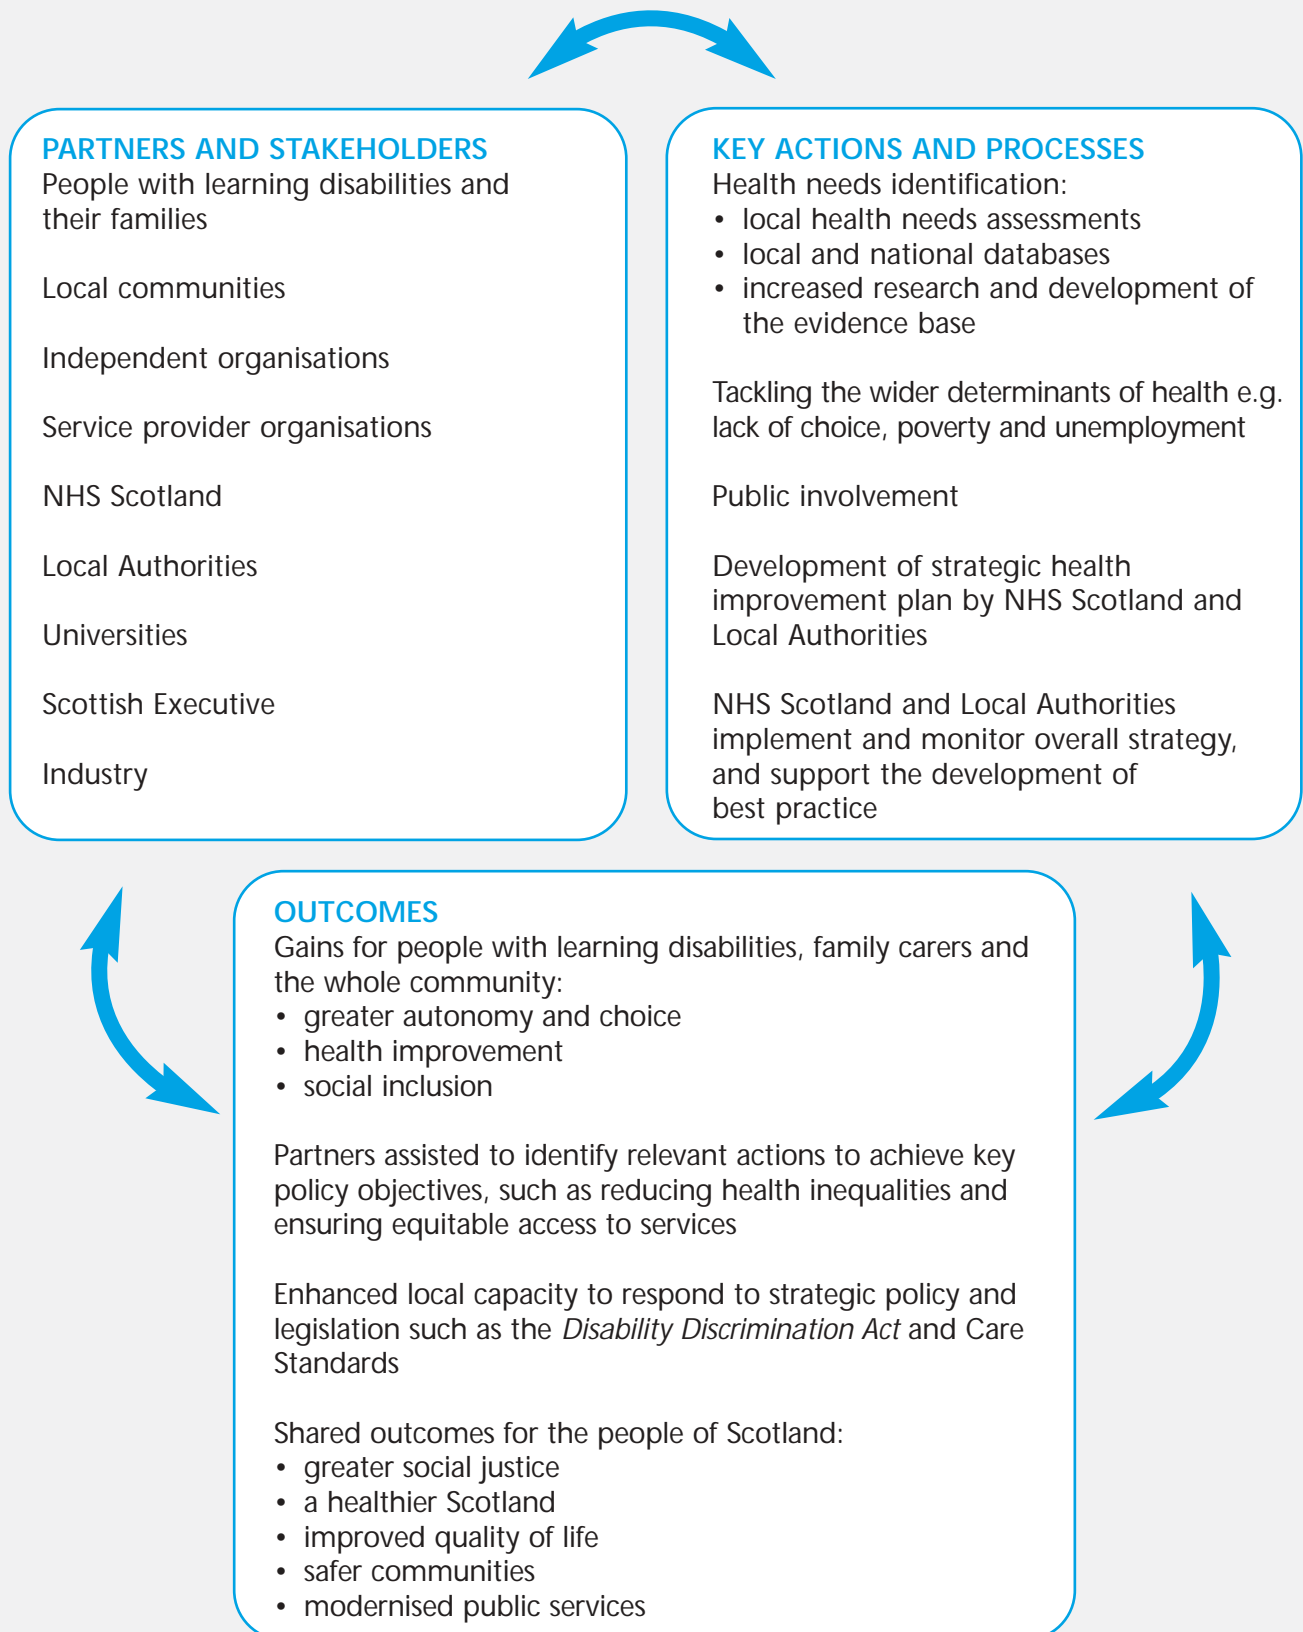 PARTNERS AND STAKEHOLDERS
People with learning disabilities and
their families
Local communities
Independent organisations
Service provider organisations
NHS Scotland
Local Authorities
Universities
Scottish Executive
Industry
KEY ACTIONS AND PROCESSES
Health needs identification:
• local health needs assessments
• local and national databases
• increased research and development of
the evidence base
Tackling the wider determinants of health e.g.
lack of choice, poverty and unemployment
Public involvement
Development of strategic health
improvement plan by NHS Scotland and
Local Authorities
NHS Scotland and Local Authorities
implement and monitor overall strategy,
and support the development of
best practice
OUTCOMES
Gains for people with learning disabilities, family carers and
the whole community:
• greater autonomy and choice
• health improvement
• social inclusion
Partners assisted to identify relevant actions to achieve key
policy objectives, such as reducing health inequalities and
ensuring equitable access to services
Enhanced local capacity to respond to strategic policy and
legislation such as the Disability Discrimination Act and Care
Standards
Shared outcomes for the people of Scotland:
• greater social justice
• a healthier Scotland
• improved quality of life
• safer communities
• modernised public services